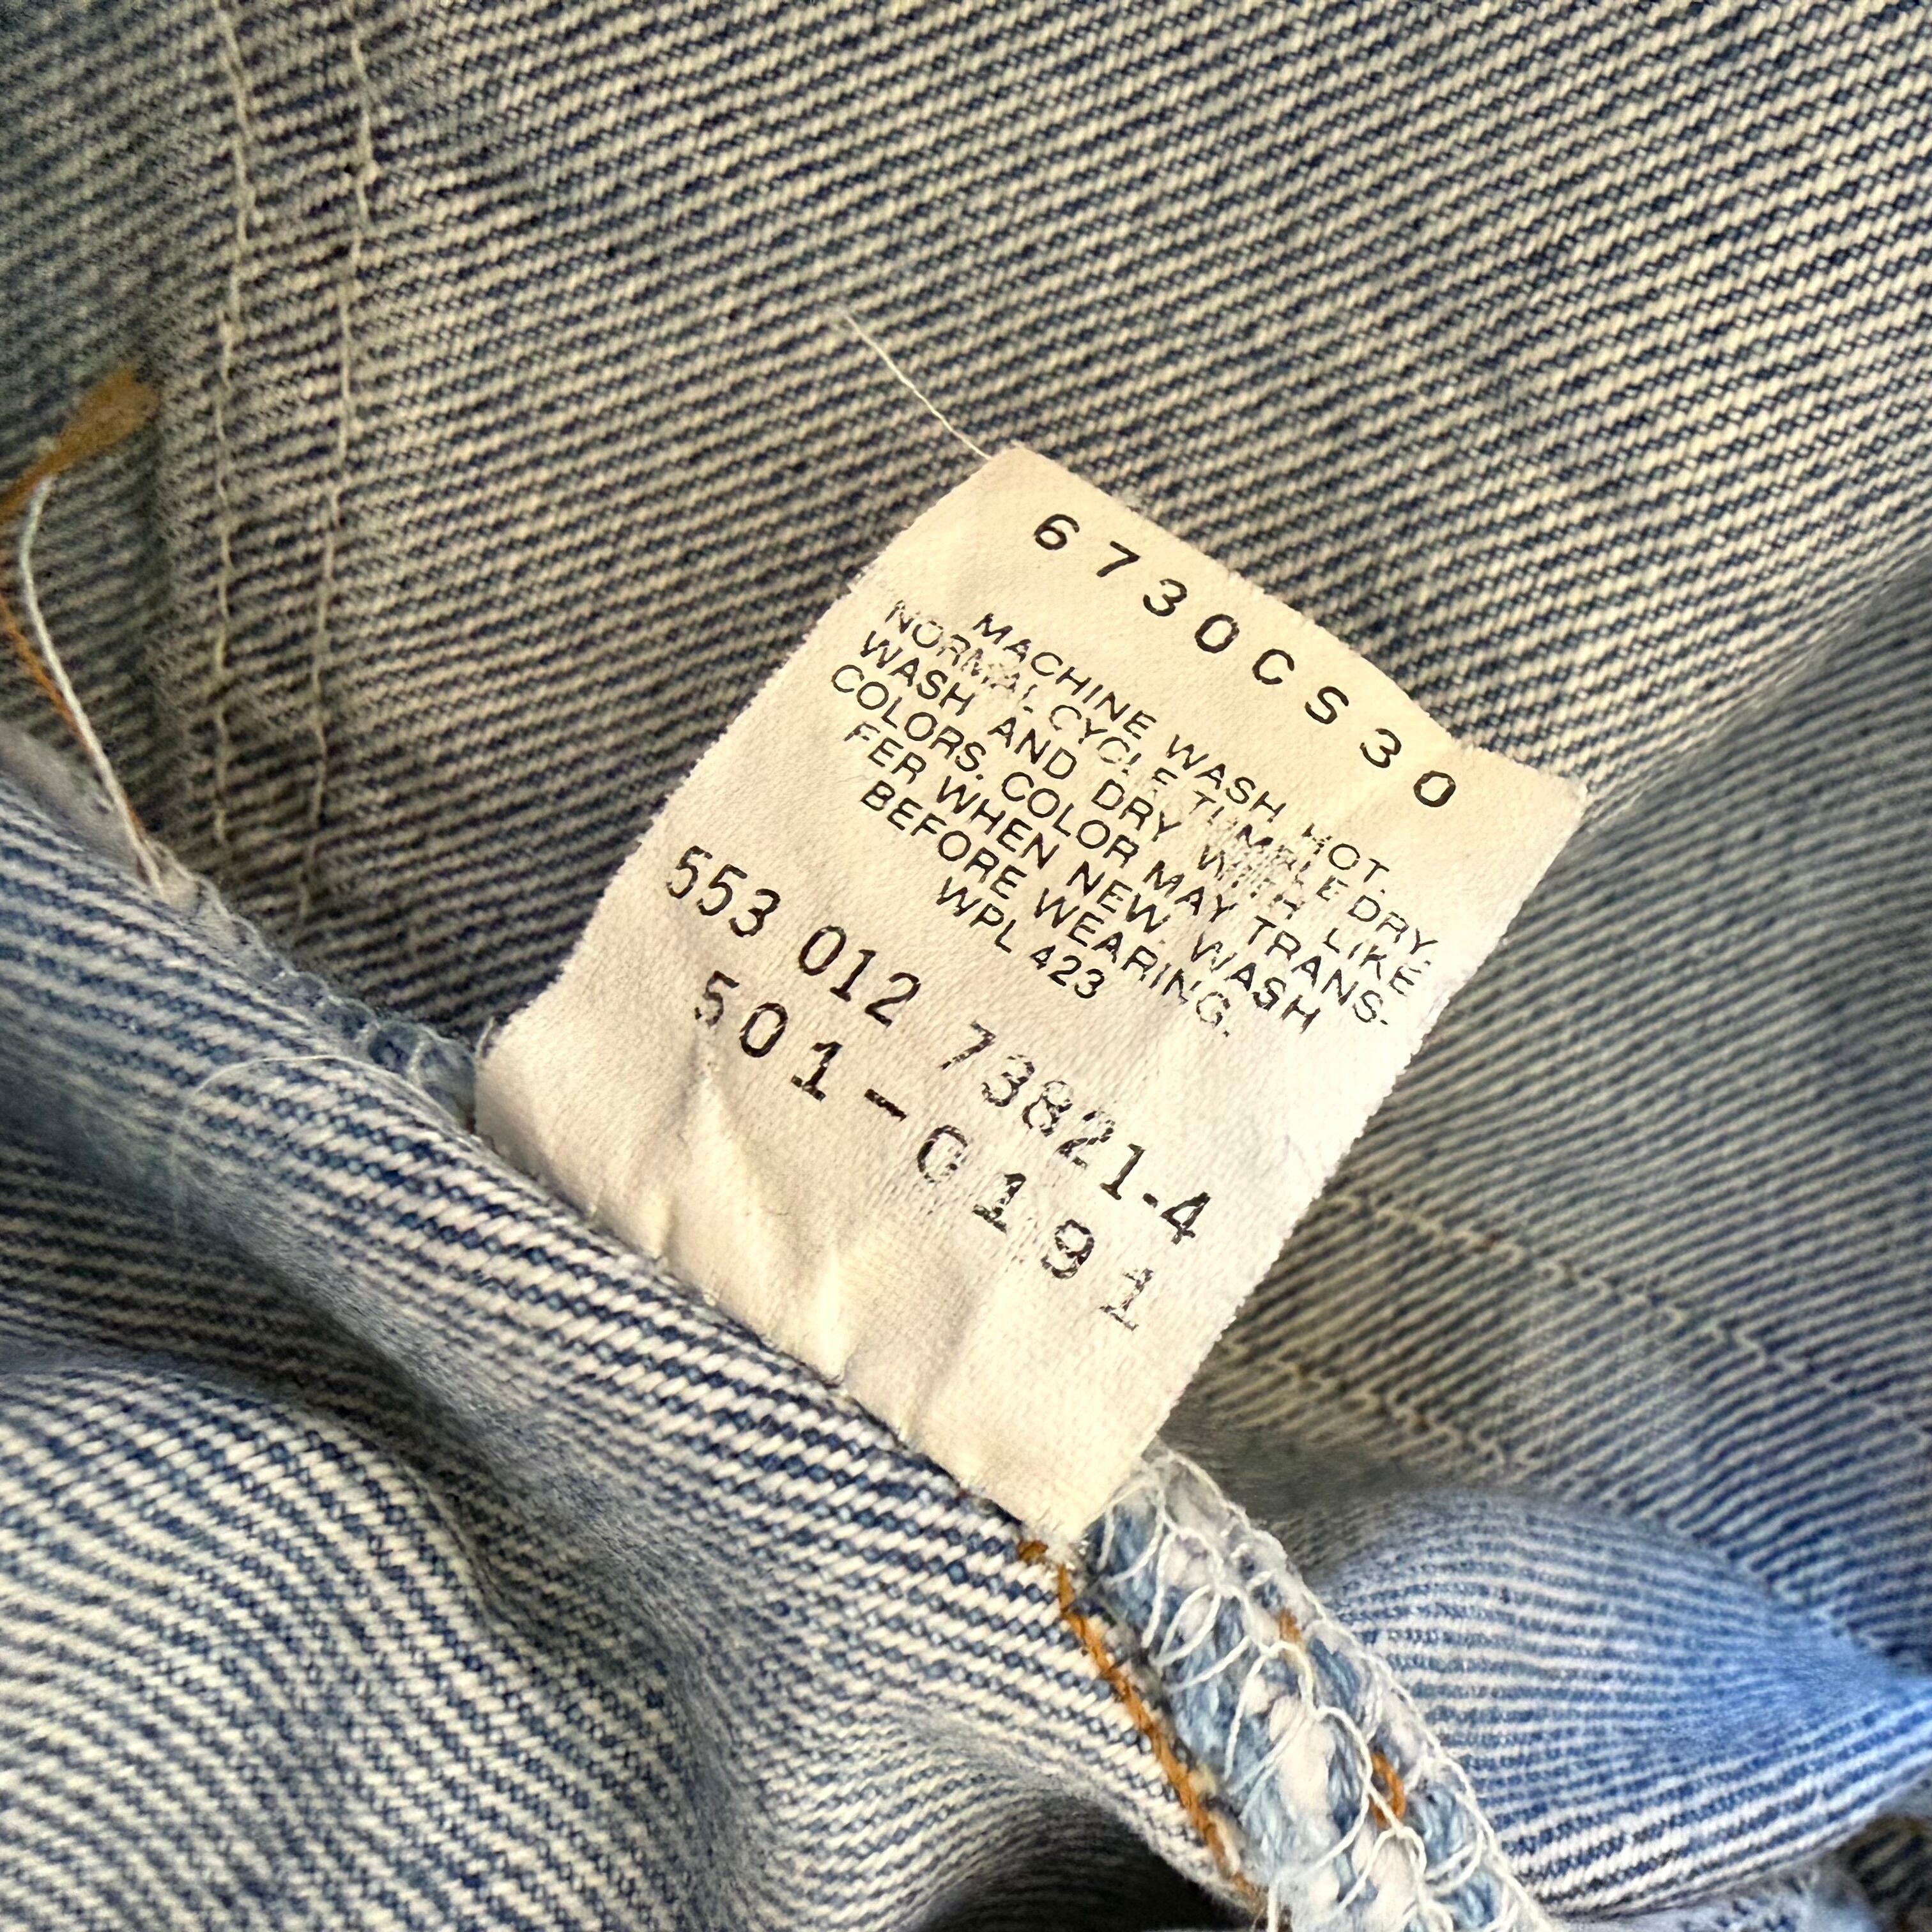 6730CS30
MACHINE WASH HOT.
NORMAL CYCLE TUMBLE DRY.
WASH AND DRY WITH LIKE
COLORS. COLOR MAY TRANS-
FER WHEN NEW. WASH
BEFORE WEARING.
WPL 423
553 012 73821-4
501-0191